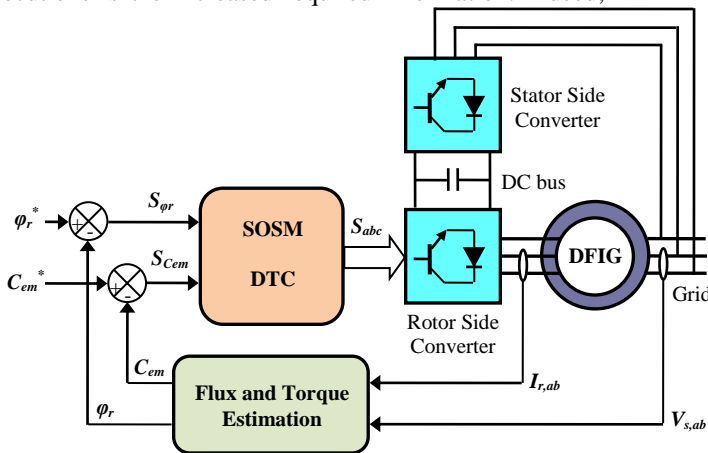 Stator Side
Converter
DC bus
φr*
Sφr
SOSM
DTC
Sabc
DFIG
Cem*
SCem
Grid
Rotor Side
Converter
Cem
Flux and Torque
Estimation
Ir,ab
φr
Vs,ab
+
-
+
-